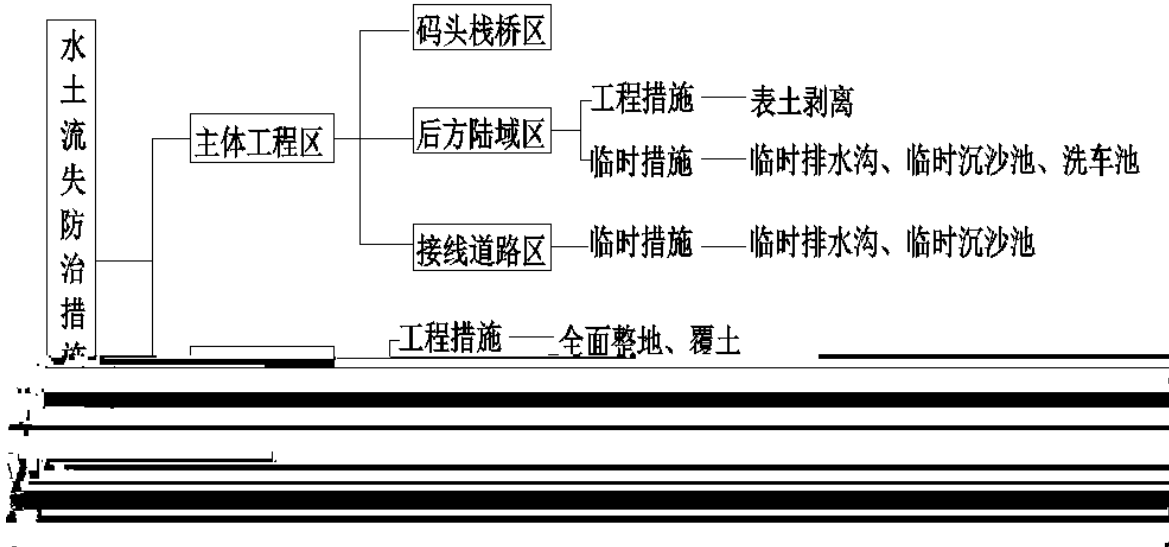 水土流失防治措施
主体工程区
码头栈桥区
后方陆域区
工程措施 表土剥离
临时措施 临时排水沟、临时沉沙池、洗车池
接线道路区 临时措施 临时排水沟、临时沉沙池
工程措施 全面整地、覆土